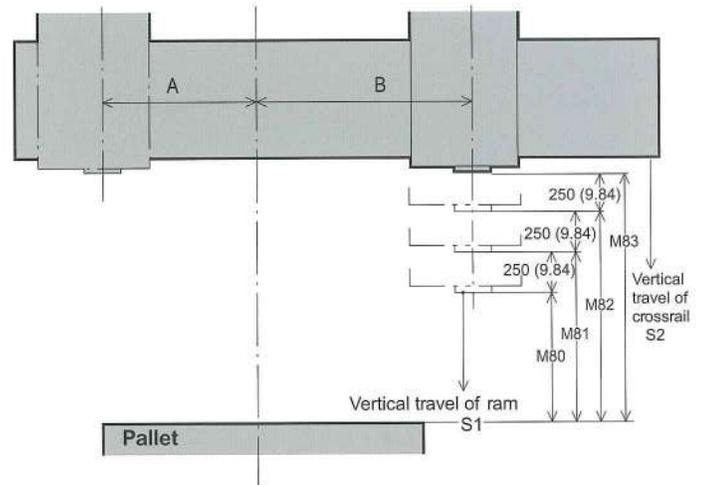 A
B
250 (9.84)
250 (9.84)
M83
250 (9.84)
Vertical
travel of
crossrail
S2
M82
M81
M80
Vertical travel of ram
S1
Pallet